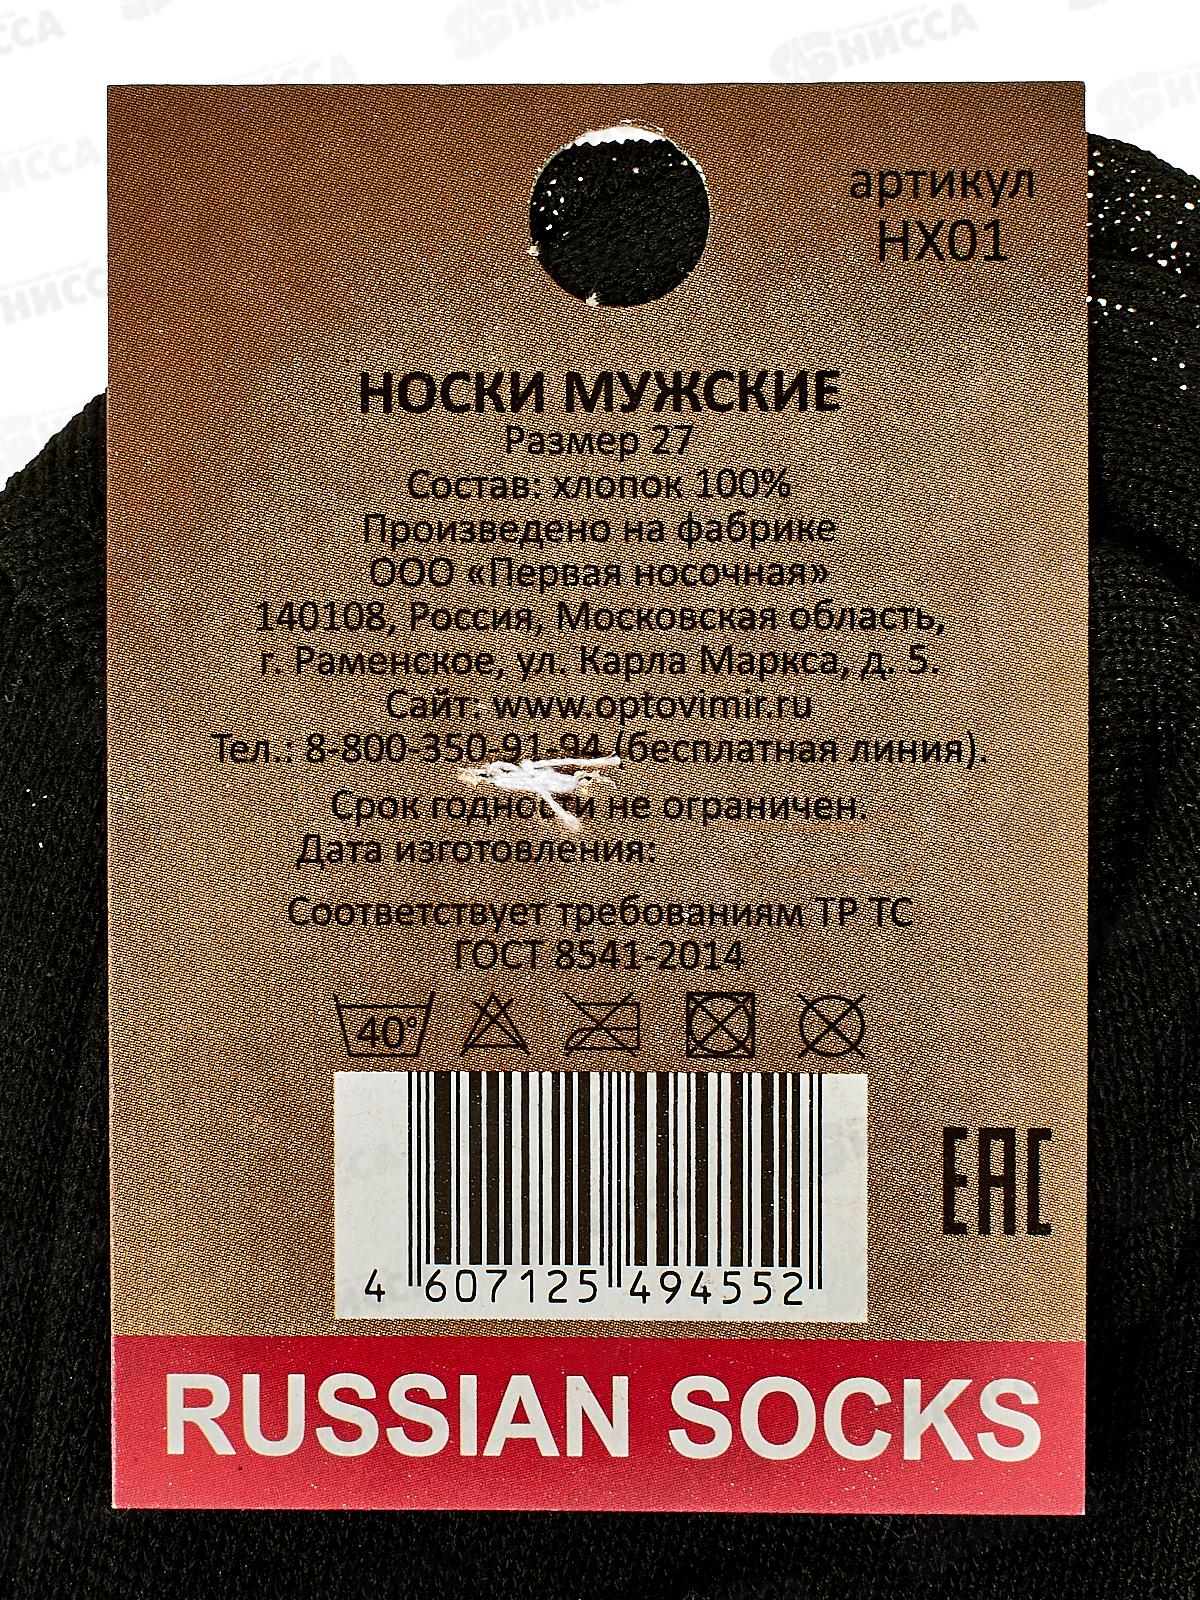 артикул
НХ01
НОСКИ МУЖСКИЕ
Размер 27
Состав: хлопок 100%
Произведено на фабрике
ООО «Первая носочная»
140108, Россия, Московская область,
г. Раменское, ул. Карла Маркса, д. 5.
Сайт: www.optovimir.ru
Тел.: 8-800-350-91-94 (бесплатная линия).
Срок годности не ограничен.
Дата изготовления:
Соответствует требованиям ТР ТС
ГОСТ 8541-2014
40°
EAC
4 607125 494552
RUSSIAN SOCKS